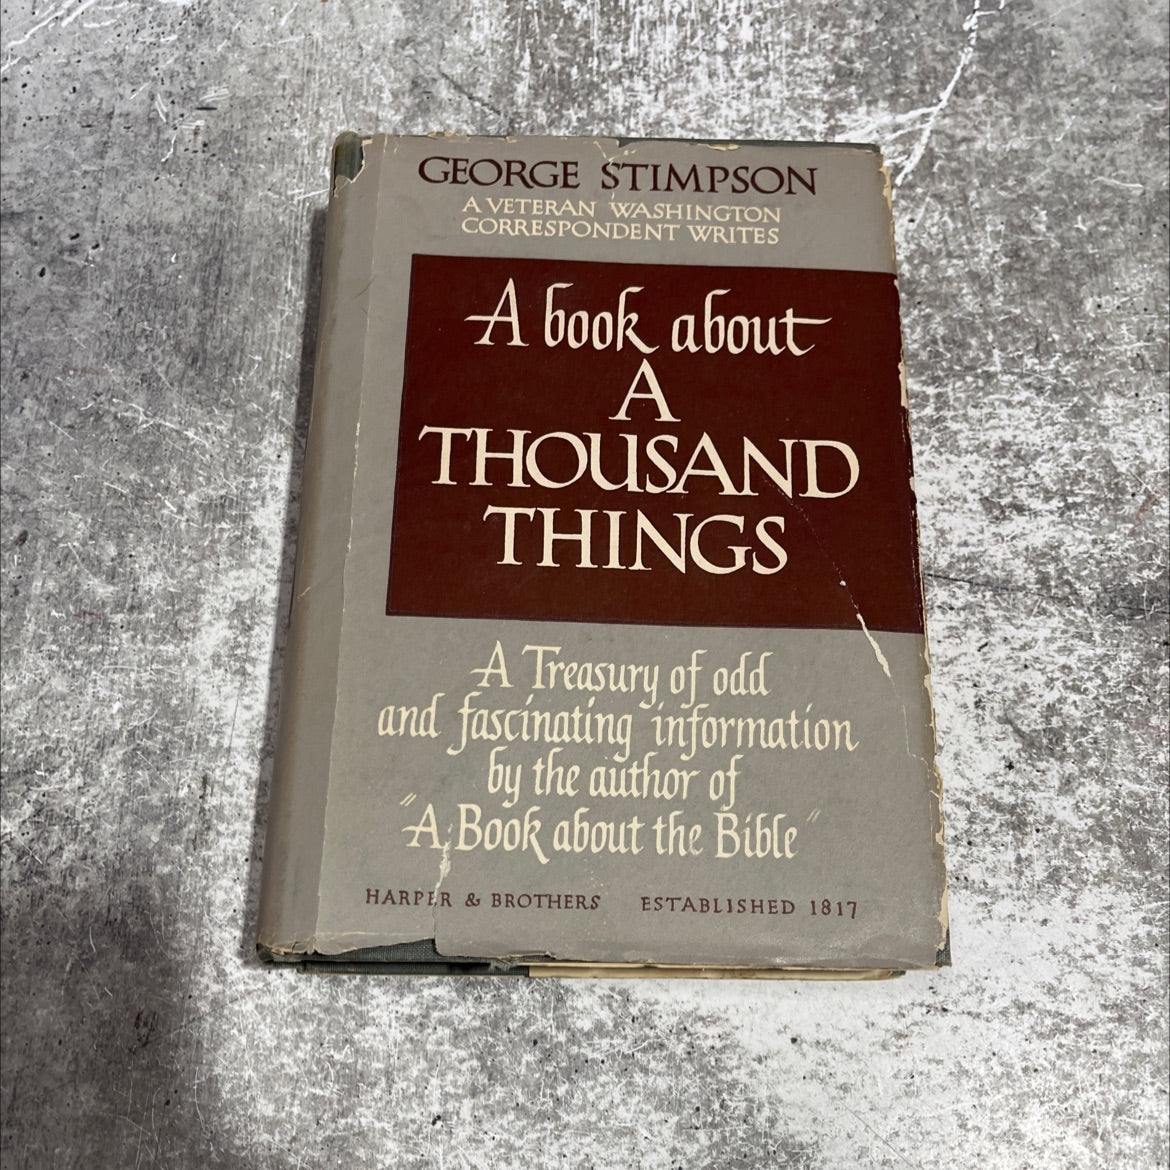 GEORGE STIMPSON
A VETERAN WASHINGTON
CORRESPONDENT WRITES
A book about
A
THOUSAND
THINGS
A Treasury of odd
and fascinating information
by the author of
"A Book about the Bible"
HARPER & BROTHERS ESTABLISHED 1817